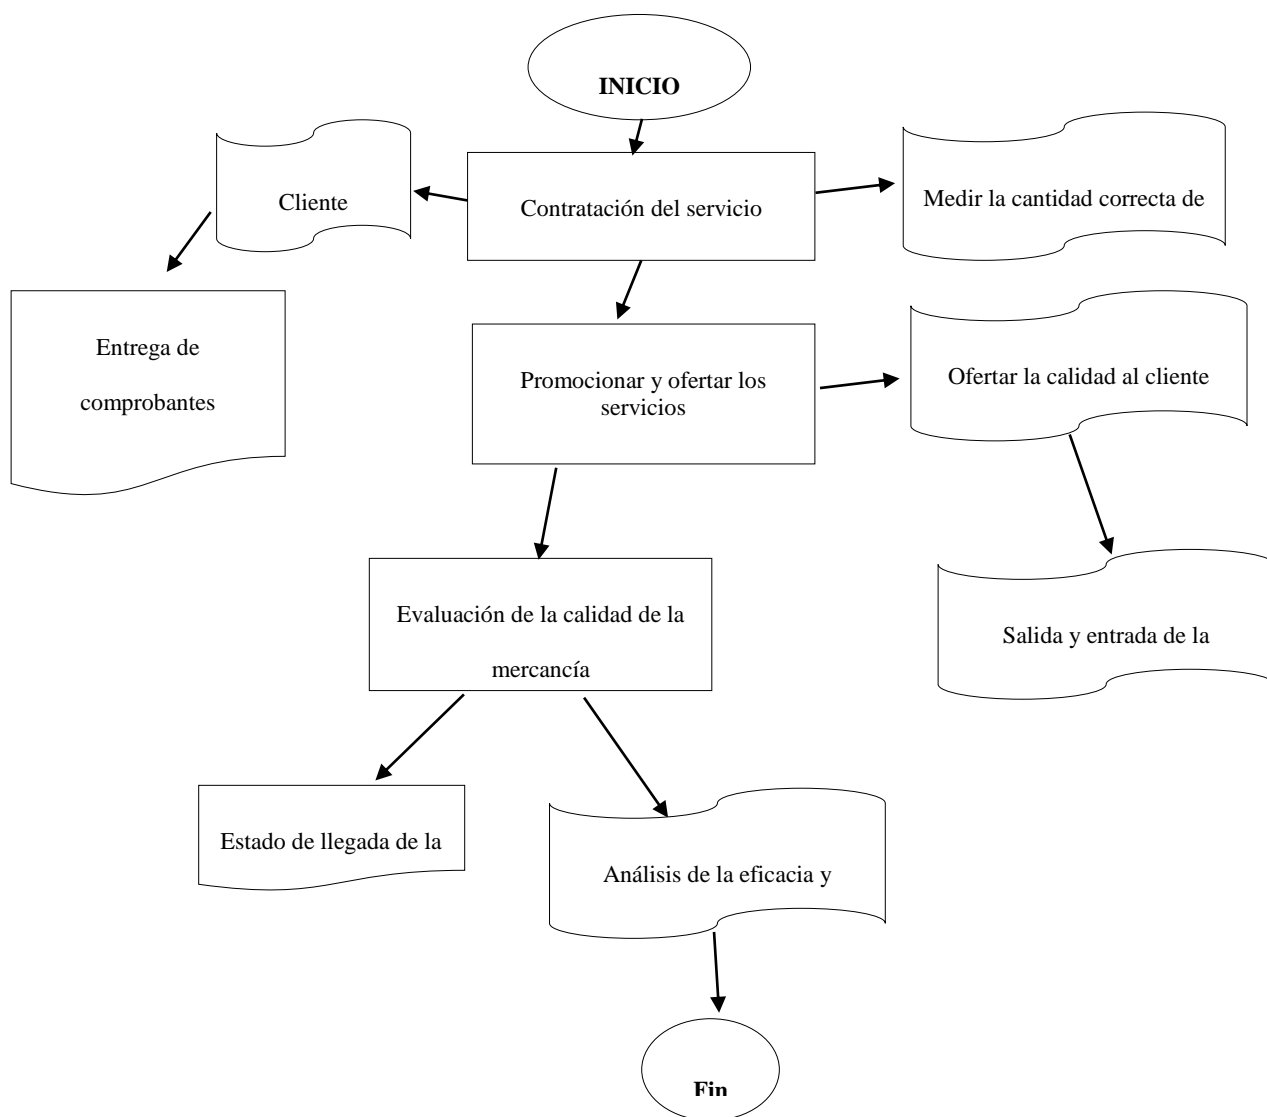 INICIO
Cliente
Contratación del servicio
Medir la cantidad correcta de
Entrega de
comprobantes
Promocionar y ofertar los
servicios
Ofertar la calidad al cliente
Evaluación de la calidad de la
mercancía
Salida y entrada de la
Estado de llegada de la
Análisis de la eficacia y
Fin